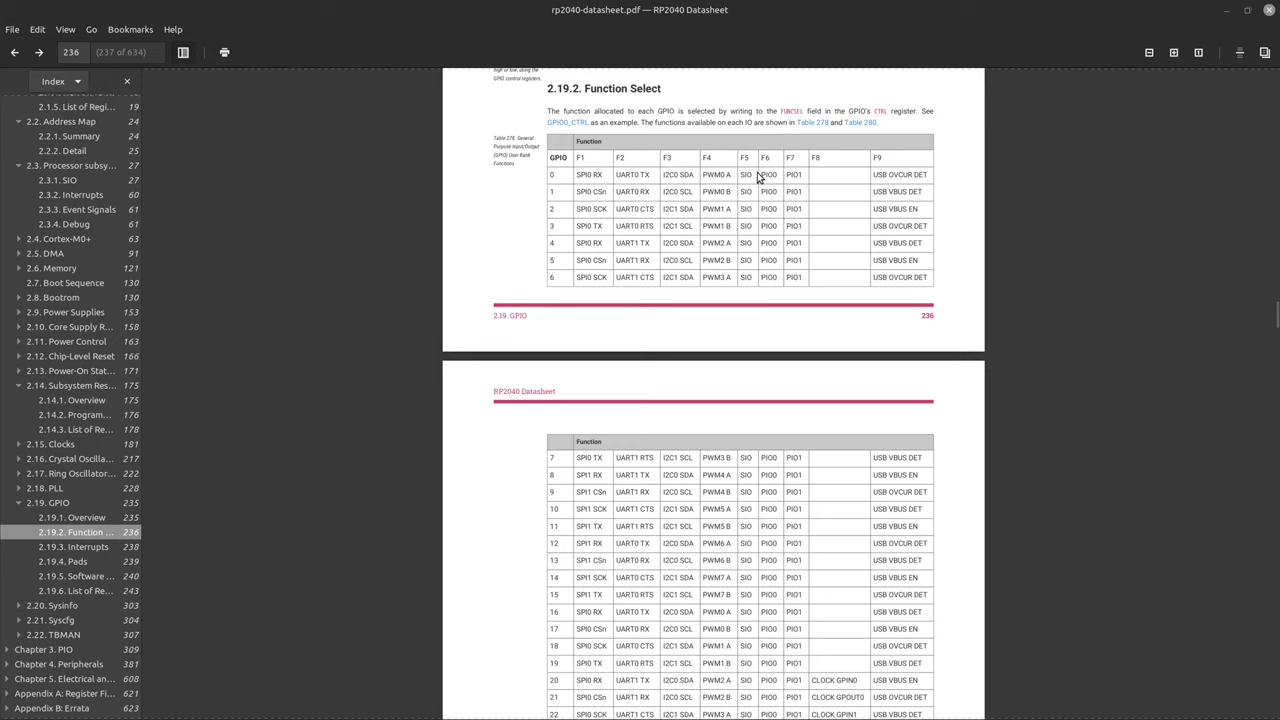 rp2040-datasheet.pdf — RP2040 Datasheet
File Edit View Go Bookmarks Help
236 (237 of 634)
Index
2.1.5. List of Regi... 19
Summary ... 25
2.2.2. Detail 25
2.3. Processor subsy...
2.3.1. SIO 27
2.3.2. Interrupts 60
2.3.3. Event Signals 61
2.3.4. Debug 61
2.4. Cortex-M0+ 63
2.5. DMA 91
2.6. Memory 121
2.7. Boot Sequence 130
2.8. Bootrom 130
2.9. Power Supplies 153
2.10. Core Supply R... 158
2.11. Power Control 163
2.12. Chip-Level Reset 166
2.13. Power-On Stat... 171
2.14. Subsystem Res... 175
2.14.1. Overview 175
2.14.2. Program... 176
2.14.3. List of Re... 178
2.15. Clocks 181
2.16. Crystal Oscilla...
2.17. Ring Oscillator... 222
2.18. PLL 228
2.19. GPIO 235
2.19.1. Overview 235
2.19.2. Function ... 236
2.19.3. Interrupts 238
2.19.4. Pads 239
2.19.5. Software ... 240
2.19.6. List of Re... 243
2.20. Sysinfo 303
2.21. Syscfg 304
2.22. TBMAN 307
Chapter 3. PIO 309
Chapter 4. Peripherals 381
Chapter 5. Electrical an... 608
Appendix A: Register Fi... 621
Appendix B: Errata 623
high or low, using the
GPIO control registers.
2.19.2. Function Select
The function allocated to each GPIO is selected by writing to the FUNCSEL field in the GPIO's CTRL register. See
GPIO0_CTRL as an example. The functions available on each IO are shown in Table 278 and Table 280.
Table 278. General
Purpose Input/Output
(GPIO) User Bank
Functions
Function
GPIO F1 F2 F3 F4 F5 F6 F7 F8 F9
0 SPI0 RX UART0 TX I2C0 SDA PWM0 A SIO PIO0 PIO1 USB OVCUR DET
1 SPI0 CSn UART0 RX I2C0 SCL PWM0 B SIO PIO0 PIO1 USB VBUS DET
2 SPI0 SCK UART0 CTS I2C1 SDA PWM1 A SIO PIO0 PIO1 USB VBUS EN
3 SPI0 TX UART0 RTS I2C1 SCL PWM1 B SIO PIO0 PIO1 USB OVCUR DET
4 SPI0 RX UART1 TX I2C0 SDA PWM2 A SIO PIO0 PIO1 USB VBUS DET
5 SPI0 CSn UART1 RX I2C0 SCL PWM2 B SIO PIO0 PIO1 USB VBUS EN
6 SPI0 SCK UART1 CTS I2C1 SDA PWM3 A SIO PIO0 PIO1 USB OVCUR DET
2.19. GPIO 236
RP2040 Datasheet
Function
7 SPI0 TX UART1 RTS I2C1 SCL PWM3 B SIO PIO0 PIO1 USB VBUS DET
8 SPI1 RX UART1 TX I2C0 SDA PWM4 A SIO PIO0 PIO1 USB VBUS EN
9 SPI1 CSn UART1 RX I2C0 SCL PWM4 B SIO PIO0 PIO1 USB OVCUR DET
10 SPI1 SCK UART1 CTS I2C1 SDA PWM5 A SIO PIO0 PIO1 USB VBUS DET
11 SPI1 TX UART1 RTS I2C1 SCL PWM5 B SIO PIO0 PIO1 USB VBUS EN
12 SPI1 RX UART0 TX I2C0 SDA PWM6 A SIO PIO0 PIO1 USB OVCUR DET
13 SPI1 CSn UART0 RX I2C0 SCL PWM6 B SIO PIO0 PIO1 USB VBUS DET
14 SPI1 SCK UART0 CTS I2C1 SDA PWM7 A SIO PIO0 PIO1 USB VBUS EN
15 SPI1 TX UART0 RTS I2C1 SCL PWM7 B SIO PIO0 PIO1 USB OVCUR DET
16 SPI0 RX UART0 TX I2C0 SDA PWM0 A SIO PIO0 PIO1 USB VBUS DET
17 SPI0 CSn UART0 RX I2C0 SCL PWM0 B SIO PIO0 PIO1 USB VBUS EN
18 SPI0 SCK UART0 CTS I2C1 SDA PWM1 A SIO PIO0 PIO1 USB OVCUR DET
19 SPI0 TX UART0 RTS I2C1 SCL PWM1 B SIO PIO0 PIO1 USB VBUS DET
20 SPI0 RX UART1 TX I2C0 SDA PWM2 A SIO PIO0 PIO1 CLOCK GPIN0 USB VBUS EN
21 SPI0 CSn UART1 RX I2C0 SCL PWM2 B SIO PIO0 PIO1 CLOCK GPOUT0 USB OVCUR DET
22 SPI0 SCK UART1 CTS I2C1 SDA PWM3 A SIO PIO0 PIO1 CLOCK GPIN1 USB VBUS DET